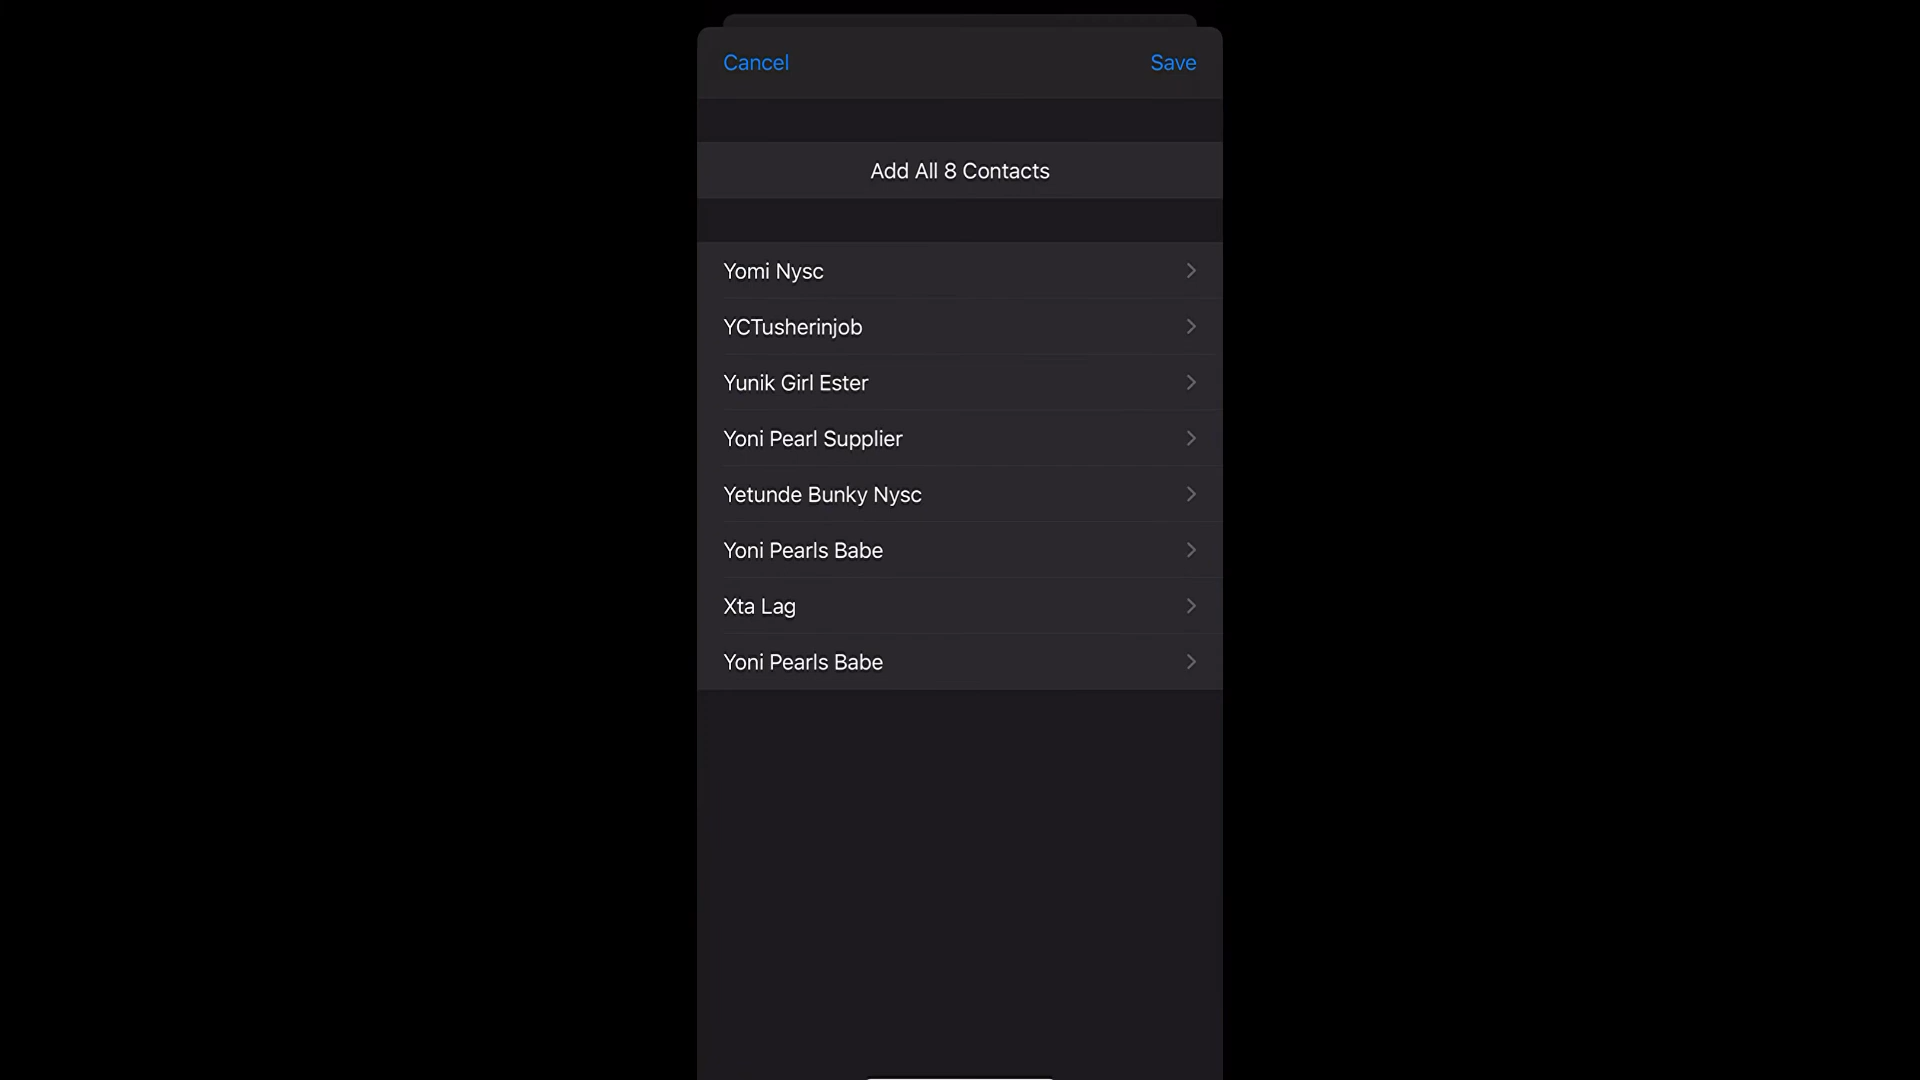 Cancel
Save
Add All 8 Contacts
Yomi Nysc
YCTusherinjob
Yunik Girl Ester
Yoni Pearl Supplier
Yetunde Bunky Nysc
Yoni Pearls Babe
Xta Lag
Yoni Pearls Babe